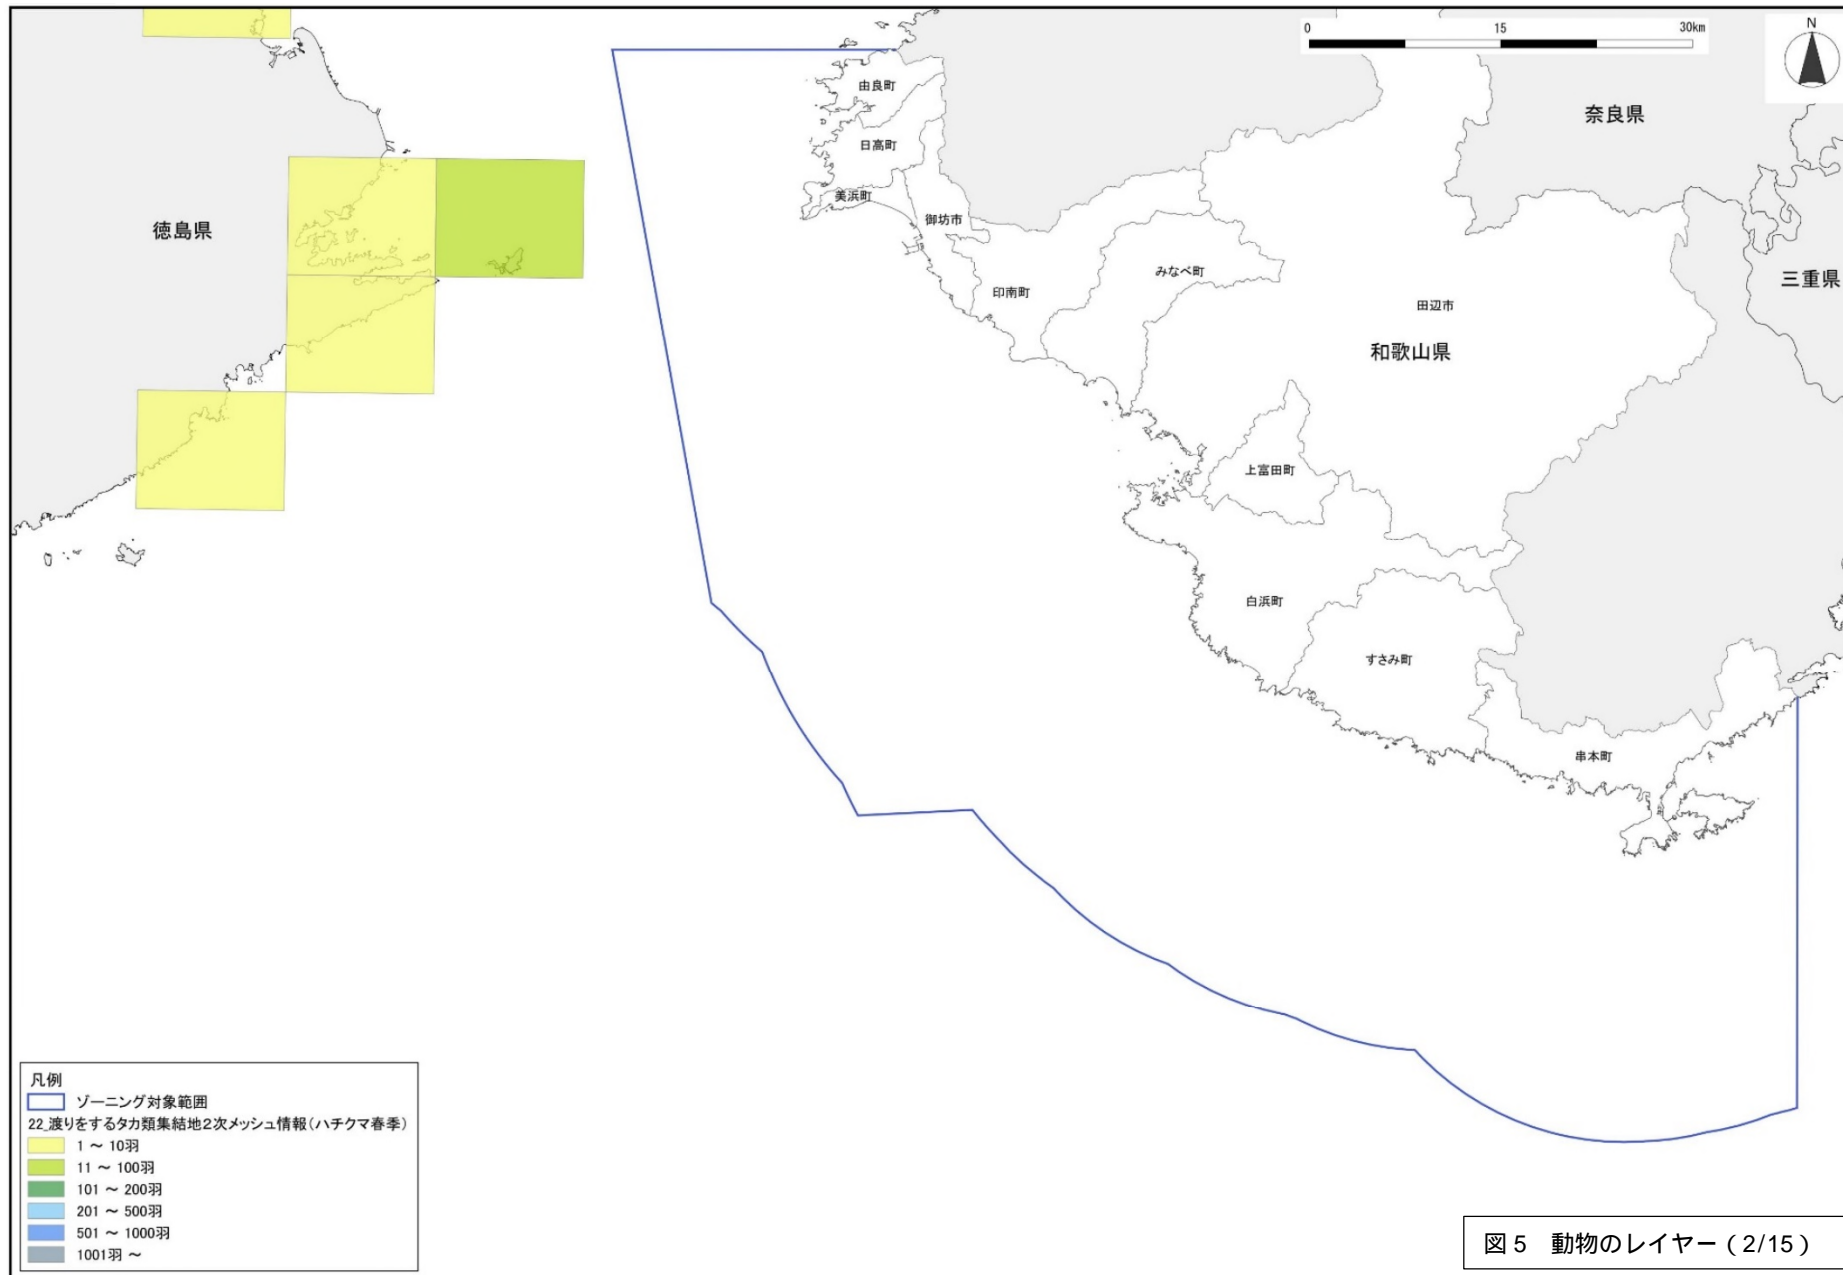 0 15 30km
N
由良町
奈良県
日高町
美浜町
御坊市
徳島県
みなべ町
三重県
印南町
田辺市
和歌山県
上富田町
白浜町
すさみ町
串本町
凡例
ゾーニング対象範囲
22_渡りをするタカ類集結地2次メッシュ情報(ハチクマ春季)
1 ～ 10羽
11 ～ 100羽
101 ～ 200羽
201 ～ 500羽
501 ～ 1000羽
1001羽 ～
図5 動物のレイヤー(2/15)